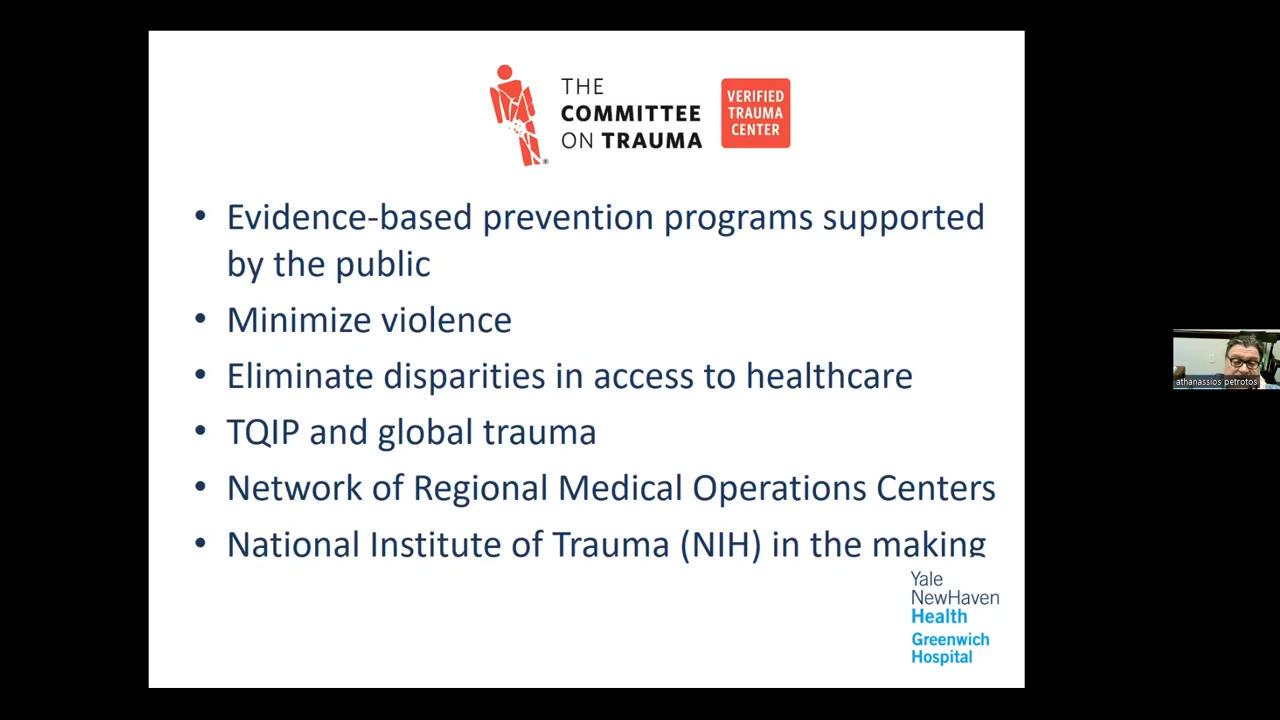 THE
COMMITTEE
ON TRAUMA
®
VERIFIED
TRAUMA
CENTER
• Evidence-based prevention programs supported
by the public
• Minimize violence
• Eliminate disparities in access to healthcare
• TQIP and global trauma
• Network of Regional Medical Operations Centers
• National Institute of Trauma (NIH) in the making
Yale
NewHaven
Health
Greenwich
Hospital
athanassios petrotos